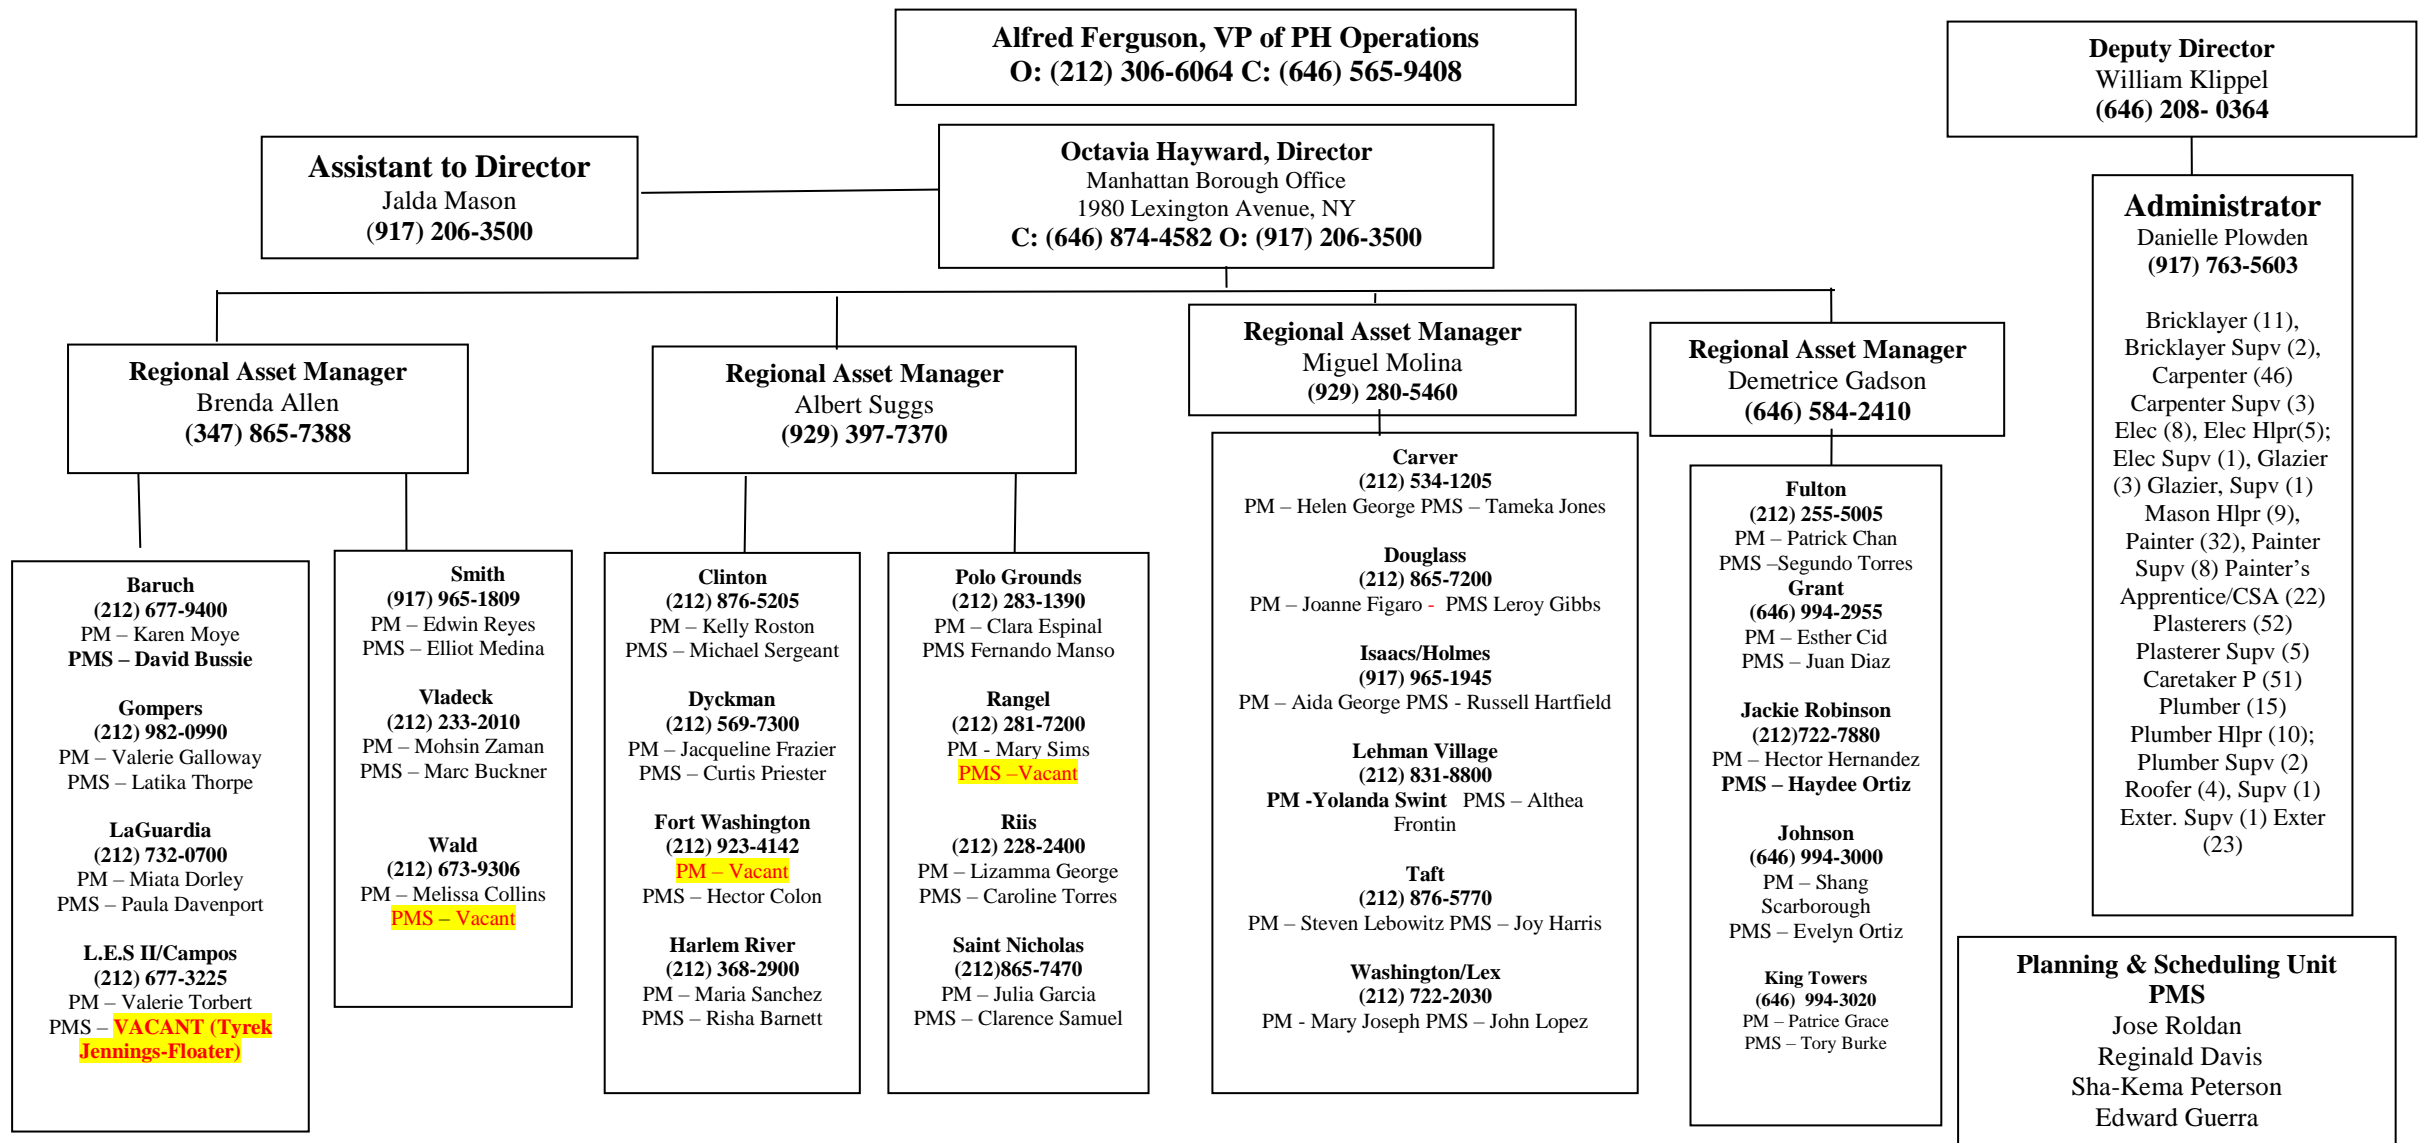 Alfred Ferguson, VP of PH Operations
O: (212) 306-6064 C: (646) 565-9408
Deputy Director
William Klippel
(646) 208- 0364
Assistant to Director
Jalda Mason
(917) 206-3500
Octavia Hayward, Director
Manhattan Borough Office
1980 Lexington Avenue, NY
C: (646) 874-4582 O: (917) 206-3500
Administrator
Danielle Plowden
(917) 763-5603
Bricklayer (11),
Bricklayer Supv (2),
Carpenter (46)
Carpenter Supv (3)
Elec (8), Elec Hlpr(5);
Elec Supv (1), Glazier
(3) Glazier, Supv (1)
Mason Hlpr (9),
Painter (32), Painter
Supv (8) Painter’s
Apprentice/CSA (22)
Plasterers (52)
Plasterer Supv (5)
Caretaker P (51)
Plumber (15)
Plumber Hlpr (10);
Plumber Supv (2)
Roofer (4), Supv (1)
Exter. Supv (1) Exter
(23)
Regional Asset Manager
Brenda Allen
(347) 865-7388
Regional Asset Manager
Albert Suggs
(929) 397-7370
Regional Asset Manager
Miguel Molina
(929) 280-5460
Regional Asset Manager
Demetrice Gadson
(646) 584-2410
Baruch
(212) 677-9400
PM – Karen Moye
PMS – David Bussie
Gompers
(212) 982-0990
PM – Valerie Galloway
PMS – Latika Thorpe
LaGuardia
(212) 732-0700
PM – Miata Dorley
PMS – Paula Davenport
L.E.S II/Campos
(212) 677-3225
PM – Valerie Torbert
PMS – VACANT (Tyrek
Jennings-Floater)
Smith
(917) 965-1809
PM – Edwin Reyes
PMS – Elliot Medina
Vladeck
(212) 233-2010
PM – Mohsin Zaman
PMS – Marc Buckner
Wald
(212) 673-9306
PM – Melissa Collins
PMS – Vacant
Clinton
(212) 876-5205
PM – Kelly Roston
PMS – Michael Sergeant
Dyckman
(212) 569-7300
PM – Jacqueline Frazier
PMS – Curtis Priester
Fort Washington
(212) 923-4142
PM – Vacant
PMS – Hector Colon
Harlem River
(212) 368-2900
PM – Maria Sanchez
PMS – Risha Barnett
Polo Grounds
(212) 283-1390
PM – Clara Espinal
PMS Fernando Manso
Rangel
(212) 281-7200
PM - Mary Sims
PMS –Vacant
Riis
(212) 228-2400
PM – Lizamma George
PMS – Caroline Torres
Saint Nicholas
(212)865-7470
PM – Julia Garcia
PMS – Clarence Samuel
Carver
(212) 534-1205
PM – Helen George PMS – Tameka Jones
Douglass
(212) 865-7200
PM – Joanne Figaro - PMS Leroy Gibbs
Isaacs/Holmes
(917) 965-1945
PM – Aida George PMS - Russell Hartfield
Lehman Village
(212) 831-8800
PM -Yolanda Swint PMS – Althea
Frontin
Taft
(212) 876-5770
PM – Steven Lebowitz PMS – Joy Harris
Washington/Lex
(212) 722-2030
PM - Mary Joseph PMS – John Lopez
Fulton
(212) 255-5005
PM – Patrick Chan
PMS –Segundo Torres
Grant
(646) 994-2955
PM – Esther Cid
PMS – Juan Diaz
Jackie Robinson
(212)722-7880
PM – Hector Hernandez
PMS – Haydee Ortiz
Johnson
(646) 994-3000
PM – Shang
Scarborough
PMS – Evelyn Ortiz
King Towers
(646) 994-3020
PM – Patrice Grace
PMS – Tory Burke
Planning & Scheduling Unit
PMS
Jose Roldan
Reginald Davis
Sha-Kema Peterson
Edward Guerra